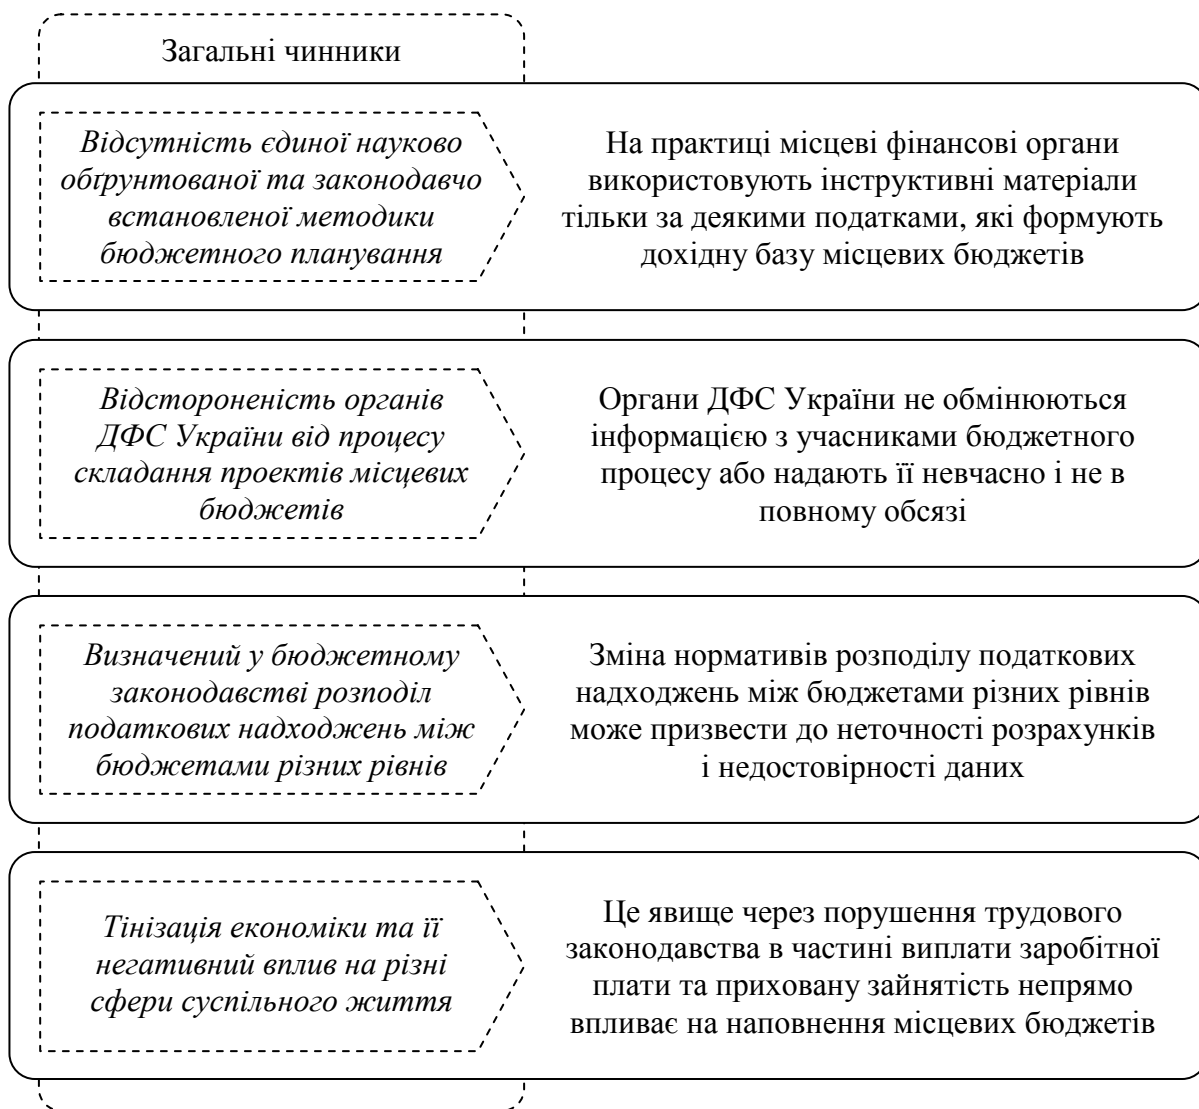 Загальні чинники
Відсутність єдиної науково
обґрунтованої та законодавчо
встановленої методики
бюджетного планування
На практиці місцеві фінансові органи
використовують інструктивні матеріали
тільки за деякими податками, які формують
дохідну базу місцевих бюджетів
Відстороненість органів
ДФС України від процесу
складання проектів місцевих
бюджетів
Органи ДФС України не обмінюються
інформацією з учасниками бюджетного
процесу або надають її невчасно і не в
повному обсязі
Визначений у бюджетному
законодавстві розподіл
податкових надходжень між
бюджетами різних рівнів
Зміна нормативів розподілу податкових
надходжень між бюджетами різних рівнів
може призвести до неточності розрахунків
і недостовірності даних
Тінізація економіки та її
негативний вплив на різні
сфери суспільного життя
Це явище через порушення трудового
законодавства в частині виплати заробітної
плати та приховану зайнятість непрямо
впливає на наповнення місцевих бюджетів